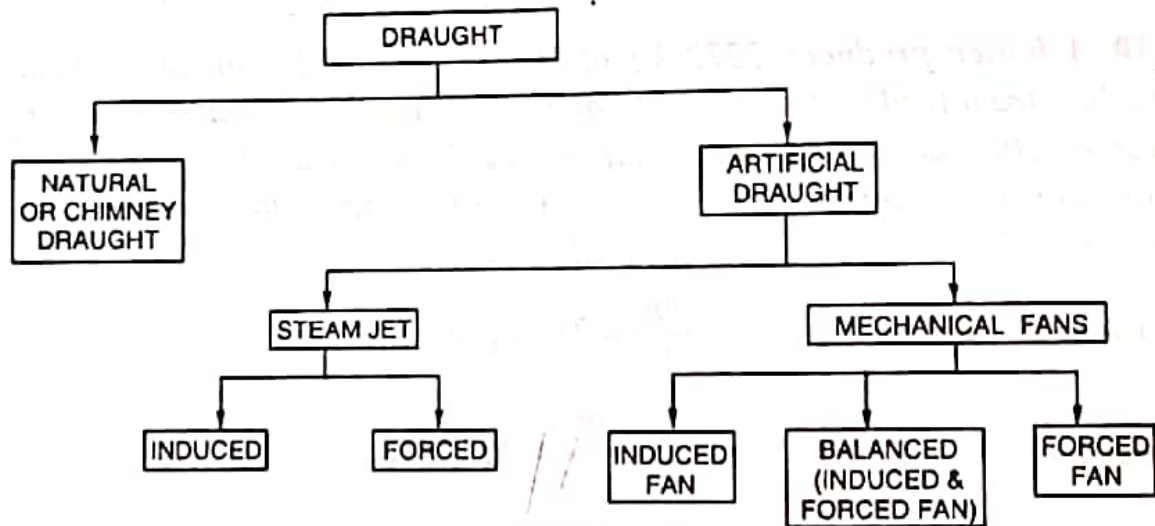 DRAUGHT
NATURAL
OR CHIMNEY
DRAUGHT
ARTIFICIAL
DRAUGHT
STEAM JET
MECHANICAL FANS
INDUCED
FORCED
INDUCED
FAN
BALANCED
(INDUCED &
FORCED FAN)
FORCED
FAN